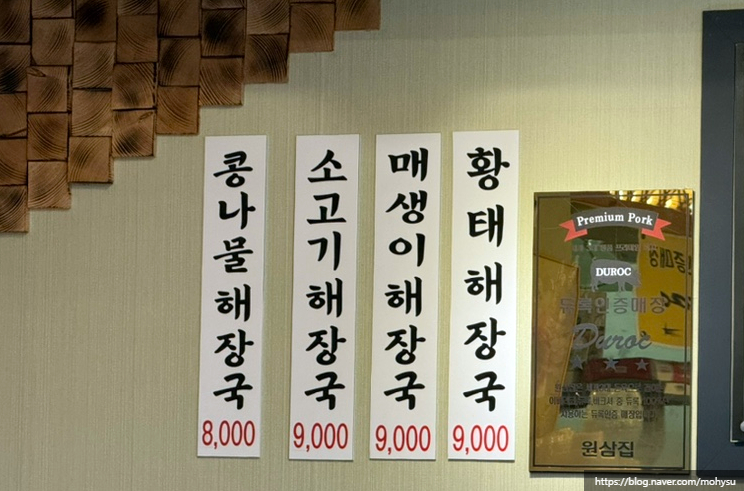 콩나물해장국
8,000
소고기해장국
9,000
매생이해장국
9,000
황태해장국
9,000
Premium Pork
DUROC
듀록인증매장
Duroc
원삼집
https://blog.naver.com/mohysu